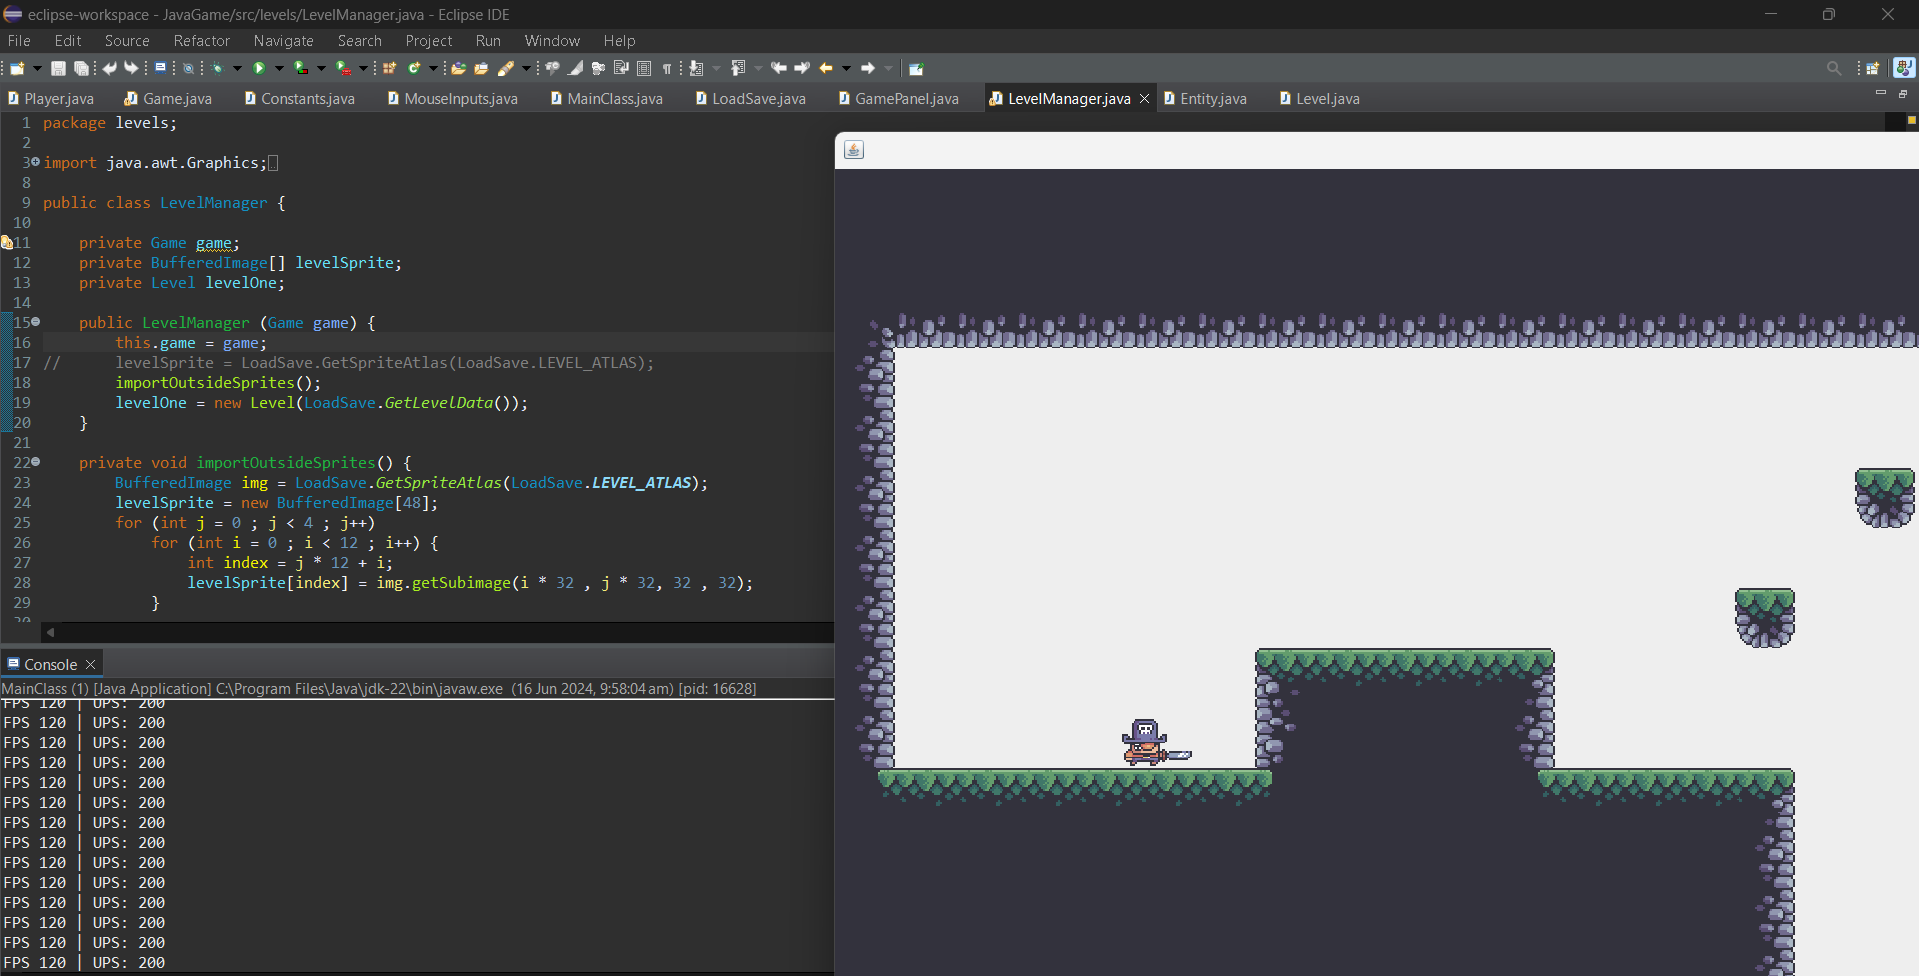 eclipse-workspace - JavaGame/src/levels/LevelManager.java - Eclipse IDE
File Edit Source Refactor Navigate Search Project Run Window Help
Player.java Game.java Constants.java MouseInputs.java MainClass.java LoadSave.java GamePanel.java LevelManager.java Entity.java Level.java
1 package levels;
2
3 import java.awt.Graphics;
8
9 public class LevelManager {
10
11 private Game game;
12 private BufferedImage[] levelSprite;
13 private Level levelOne;
14
15 public LevelManager (Game game) {
16 this.game = game;
17 // levelSprite = LoadSave.GetSpriteAtlas(LoadSave.LEVEL_ATLAS);
18 importOutsideSprites();
19 levelOne = new Level(LoadSave.GetLevelData());
20 }
21
22 private void importOutsideSprites() {
23 BufferedImage img = LoadSave.GetSpriteAtlas(LoadSave.LEVEL_ATLAS);
24 levelSprite = new BufferedImage[48];
25 for (int j = 0 ; j < 4 ; j++)
26 for (int i = 0 ; i < 12 ; i++) {
27 int index = j * 12 + i;
28 levelSprite[index] = img.getSubimage(i * 32 , j * 32, 32 , 32);
29 }
30
Console
MainClass (1) [Java Application] C:\Program Files\Java\jdk-22\bin\javaw.exe (16 Jun 2024, 9:58:04 am) [pid: 16628]
FPS 120 | UPS: 200
FPS 120 | UPS: 200
FPS 120 | UPS: 200
FPS 120 | UPS: 200
FPS 120 | UPS: 200
FPS 120 | UPS: 200
FPS 120 | UPS: 200
FPS 120 | UPS: 200
FPS 120 | UPS: 200
FPS 120 | UPS: 200
FPS 120 | UPS: 200
FPS 120 | UPS: 200
FPS 120 | UPS: 200
FPS 120 | UPS: 200